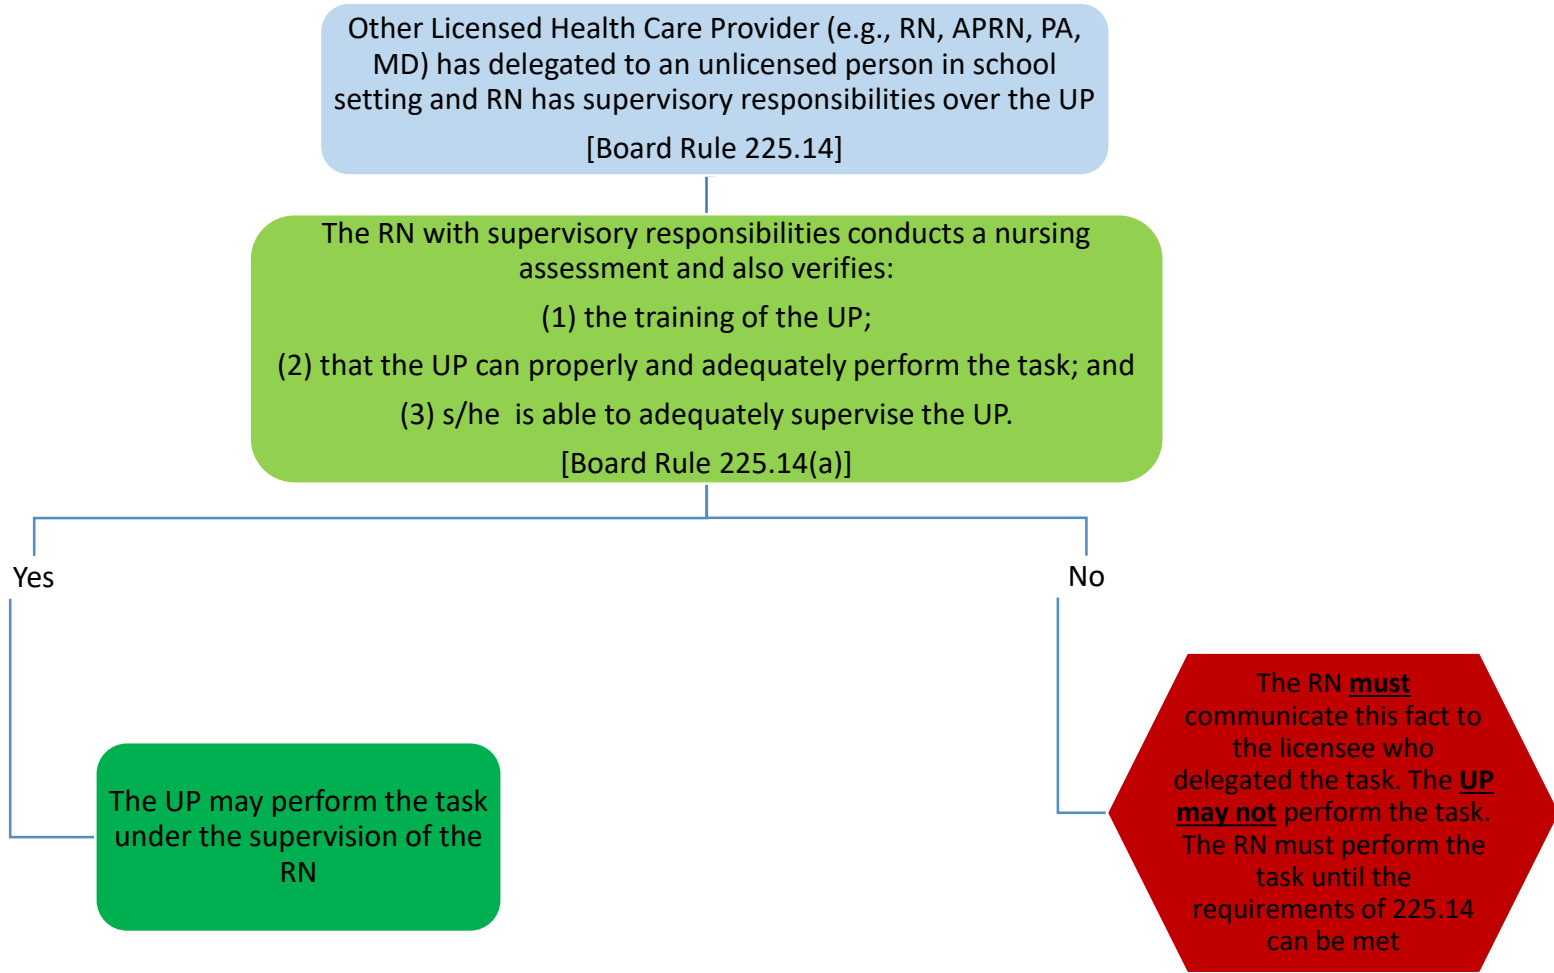 Other Licensed Health Care Provider (e.g., RN, APRN, PA,
MD) has delegated to an unlicensed person in school
setting and RN has supervisory responsibilities over the UP
[Board Rule 225.14]
The RN with supervisory responsibilities conducts a nursing
assessment and also verifies:
(1) the training of the UP;
(2) that the UP can properly and adequately perform the task; and
(3) s/he is able to adequately supervise the UP.
[Board Rule 225.14(a)]
Yes
No
The UP may perform the task
under the supervision of the
RN
The RN must
communicate this fact to
the licensee who
delegated the task. The UP
may not perform the task.
The RN must perform the
task until the
requirements of 225.14
can be met